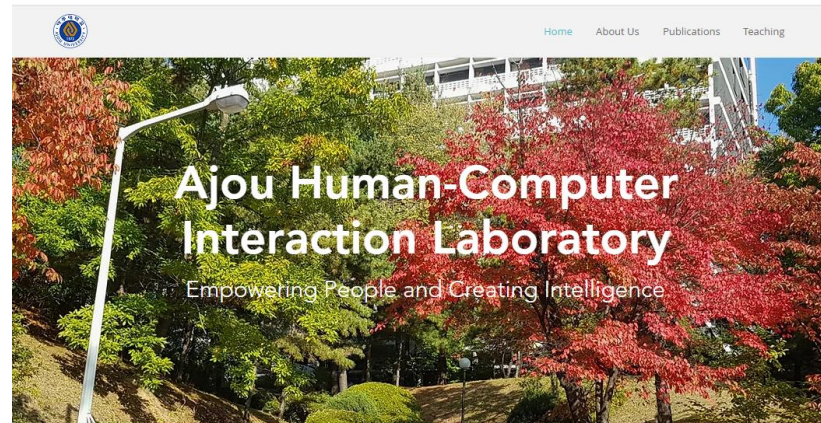 Home About Us Publications Teaching
Ajou Human-Computer
Interaction Laboratory
Empowering People and Creating Intelligence